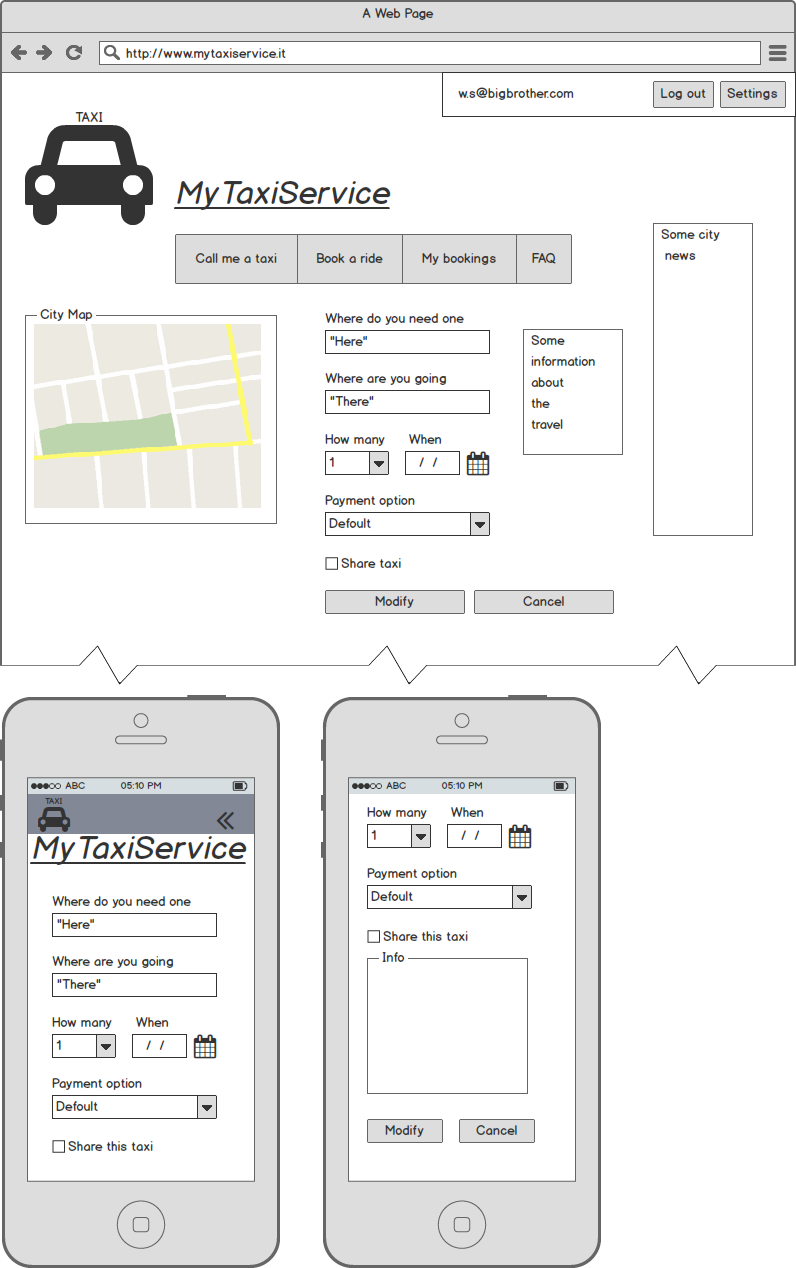 A Web Page
http://www.mytaxiservice.it
w.s@bigbrother.com
Log out
Settings
TAXI
MyTaxiService
Call me a taxi
Book a ride
My bookings
FAQ
Some city
news
City Map
Where do you need one
"Here"
Where are you going
"There"
How many
When
1
/ /
Payment option
Defoult
Share taxi
Modify
Cancel
Some
information
about
the
travel
ABC
05:10 PM
TAXI
MyTaxiService
Where do you need one
"Here"
Where are you going
"There"
How many
When
1
/ /
Payment option
Defoult
Share this taxi
ABC
05:10 PM
How many
When
1
/ /
Payment option
Default
Share this taxi
Info
Modify
Cancel